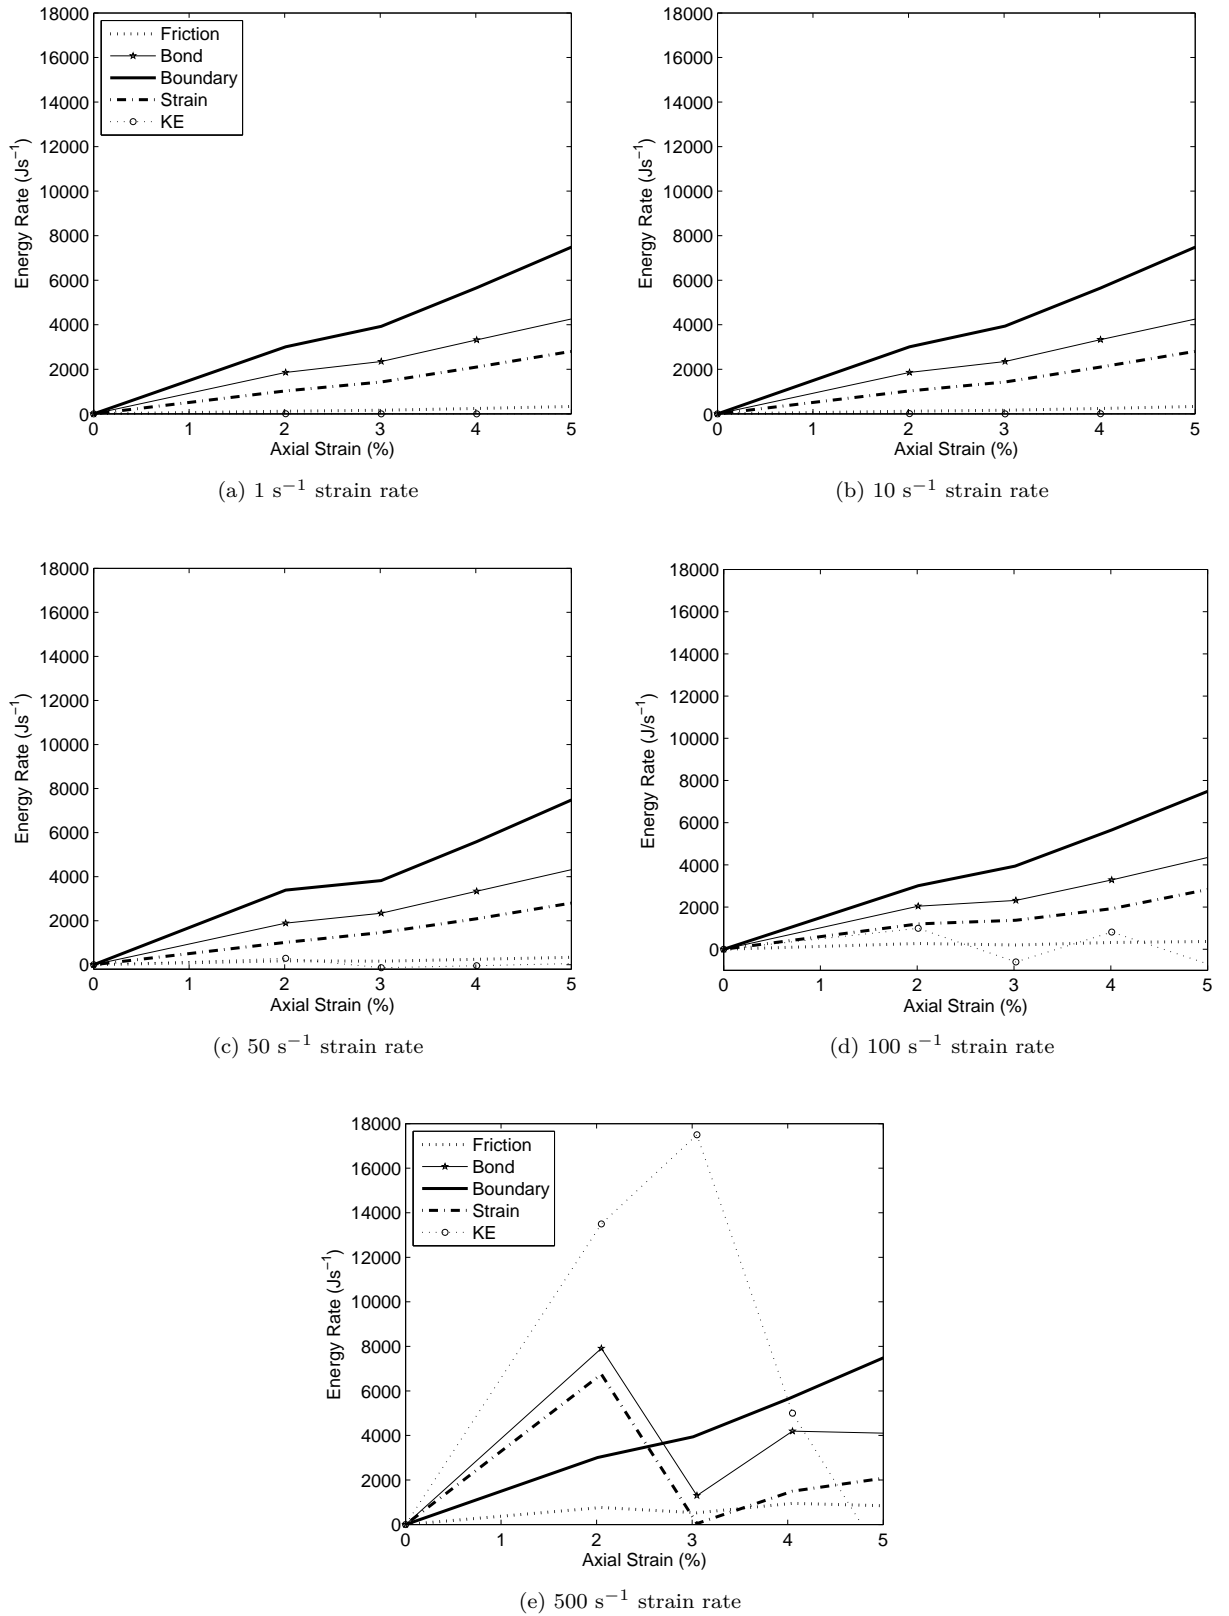 18000
16000
14000
12000
10000
8000
6000
4000
2000
0
Energy Rate (Js⁻¹)
Friction
Bond
Boundary
Strain
KE
0 1 2 3 4 5
Axial Strain (%)
(a) 1 s⁻¹ strain rate
18000
16000
14000
12000
10000
8000
6000
4000
2000
0
Energy Rate (Js⁻¹)
0 1 2 3 4 5
Axial Strain (%)
(b) 10 s⁻¹ strain rate
18000
16000
14000
12000
10000
8000
6000
4000
2000
0
Energy Rate (Js⁻¹)
0 1 2 3 4 5
Axial Strain (%)
(c) 50 s⁻¹ strain rate
18000
16000
14000
12000
10000
8000
6000
4000
2000
0
Energy Rate (J/s⁻¹)
0 1 2 3 4 5
Axial Strain (%)
(d) 100 s⁻¹ strain rate
18000
16000
14000
12000
10000
8000
6000
4000
2000
0
Energy Rate (Js⁻¹)
Friction
Bond
Boundary
Strain
KE
0 1 2 3 4 5
Axial Strain (%)
(e) 500 s⁻¹ strain rate